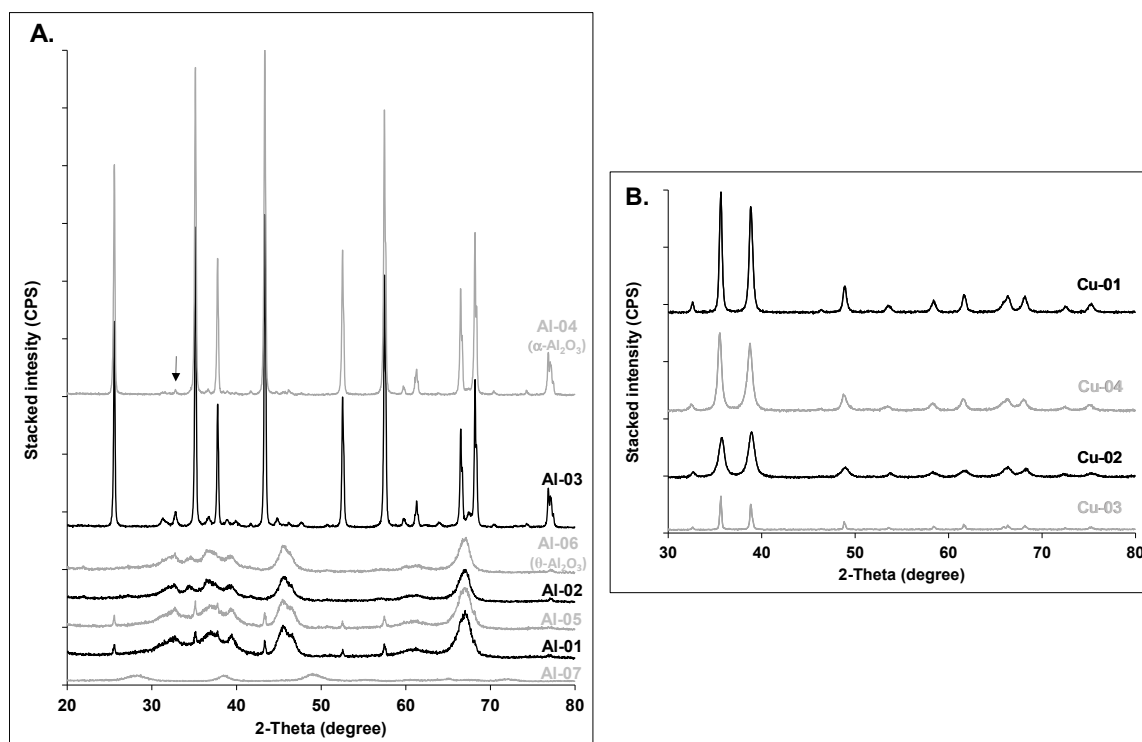 A.
Stacked intesity (CPS)
Al-04
(α-Al₂O₃)
Al-03
Al-06
(θ-Al₂O₃)
Al-02
Al-05
Al-01
Al-07
20 30 40 50 60 70 80
2-Theta (degree)
B.
Stacked intensity (CPS)
Cu-01
Cu-04
Cu-02
Cu-03
30 40 50 60 70 80
2-Theta (degree)